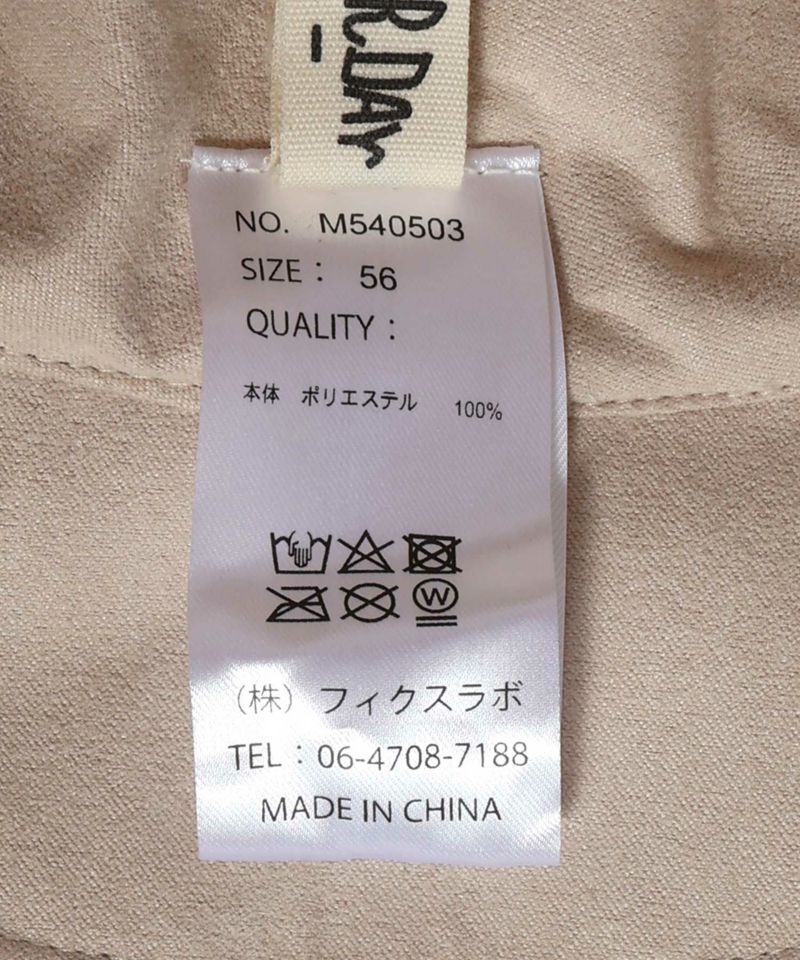 R.DAY
NO. M540503
SIZE： 56
QUALITY：
本体 ポリエステル 100%
W
（株）フィクスラボ
TEL：06-4708-7188
MADE IN CHINA